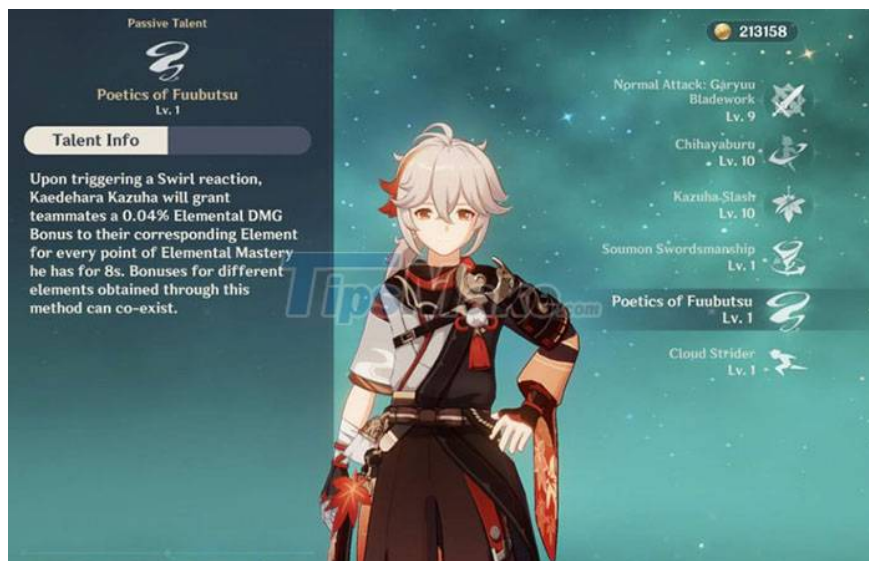 Passive Talent
Poetics of Fuubutsu
Lv. 1
Talent Info
Upon triggering a Swirl reaction,
Kaedehara Kazuha will grant
teammates a 0.04% Elemental DMG
Bonus to their corresponding Element
for every point of Elemental Mastery
he has for 8s. Bonuses for different
elements obtained through this
method can co-exist.
213158
Normal Attack: Garyuu
Bladework
Lv. 9
Chihayaburu
Lv. 10
Kazuha Slash
Lv. 10
Soumon Swordsmanship
Lv. 1
Poetics of Fuubutsu
Lv. 1
Cloud Strider
Lv. 1
TipsMake.com